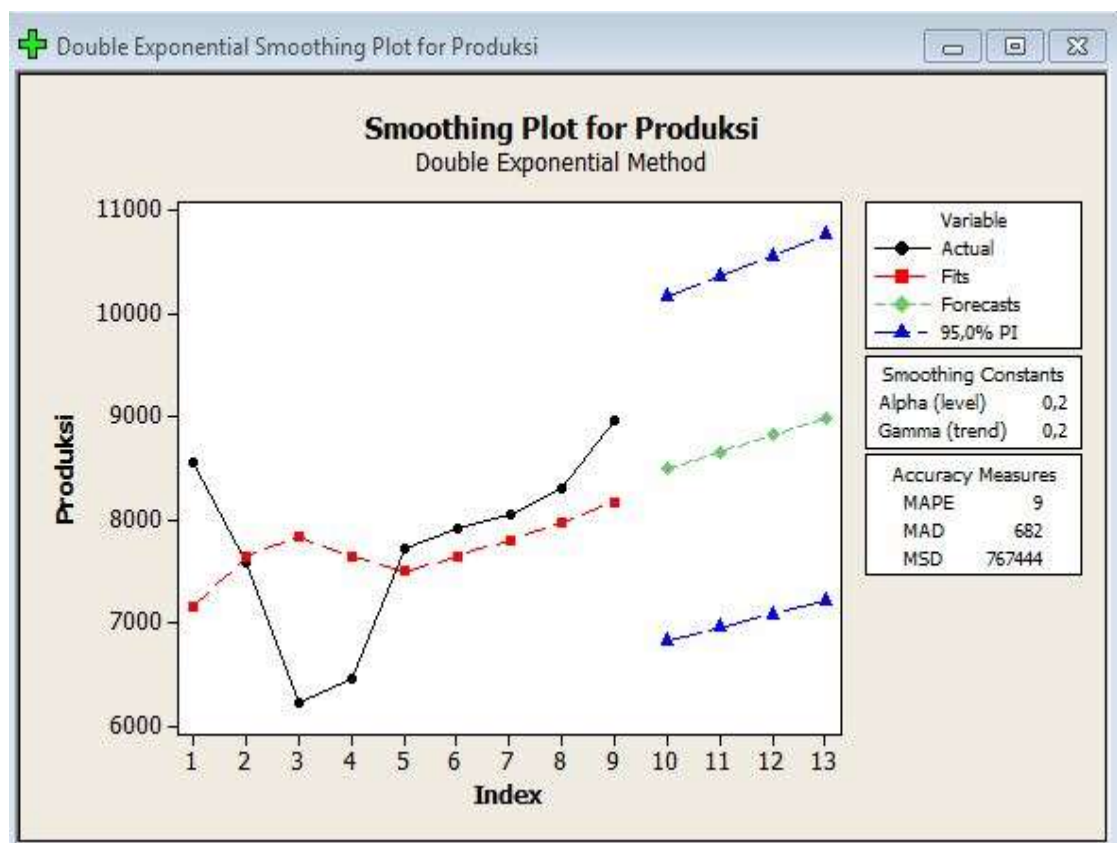 Double Exponential Smoothing Plot for Produksi
Smoothing Plot for Produksi
Double Exponential Method
11000
10000
9000
8000
7000
6000
Produksi
1 2 3 4 5 6 7 8 9 10 11 12 13
Index
Variable
Actual
Fits
Forecasts
95,0% PI
Smoothing Constants
Alpha (level) 0,2
Gamma (trend) 0,2
Accuracy Measures
MAPE 9
MAD 682
MSD 767444